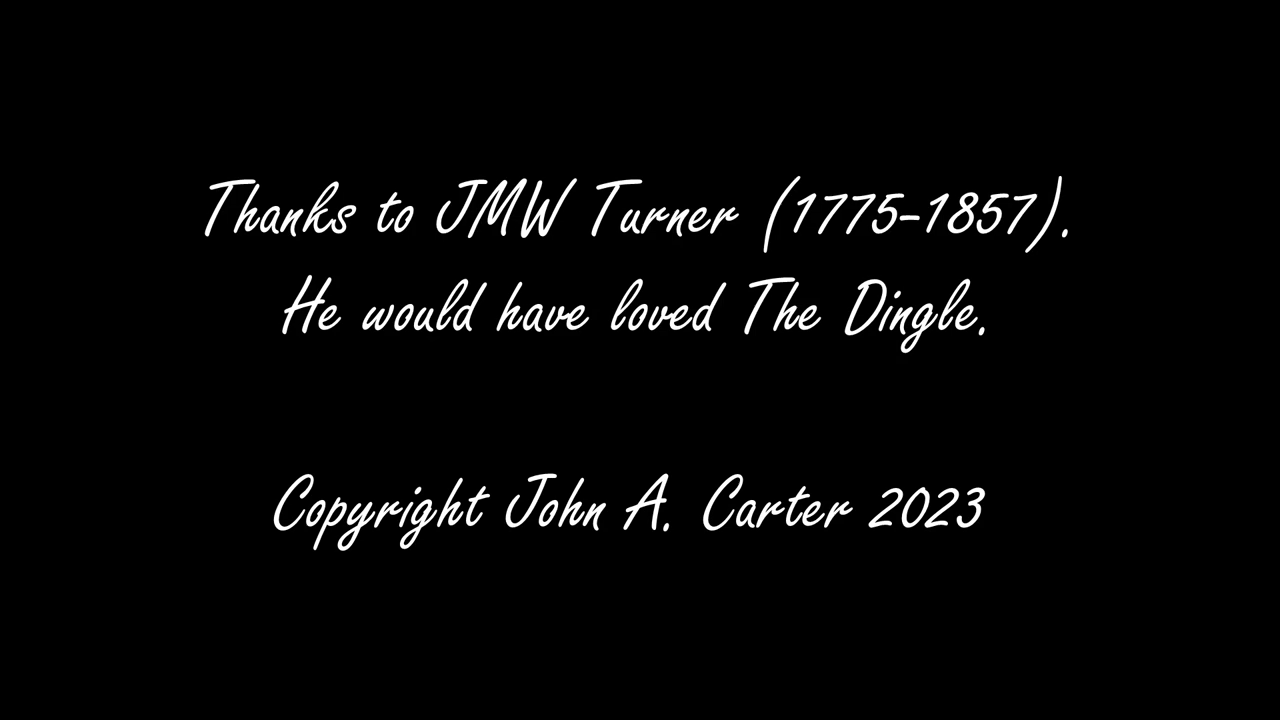 Thanks to JMW Turner (1775-1857).
He would have loved The Dingle.
Copyright John A. Carter 2023